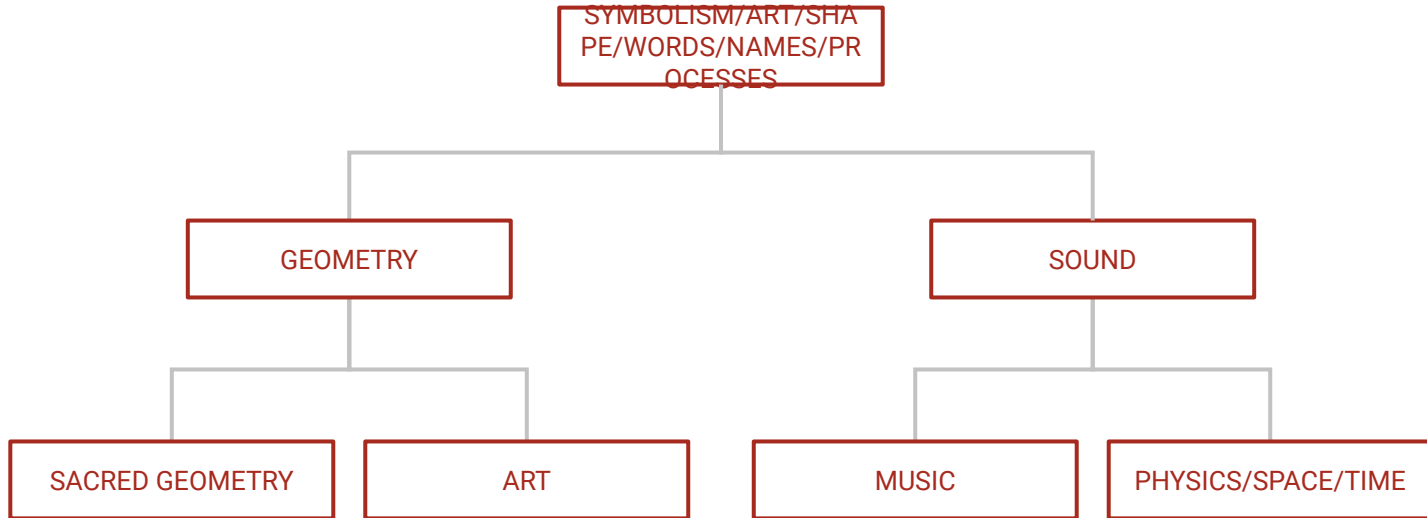 SYMBOLISM/ART/SHA
PE/WORDS/NAMES/PR
OCESSES
GEOMETRY
SOUND
SACRED GEOMETRY
ART
MUSIC
PHYSICS/SPACE/TIME